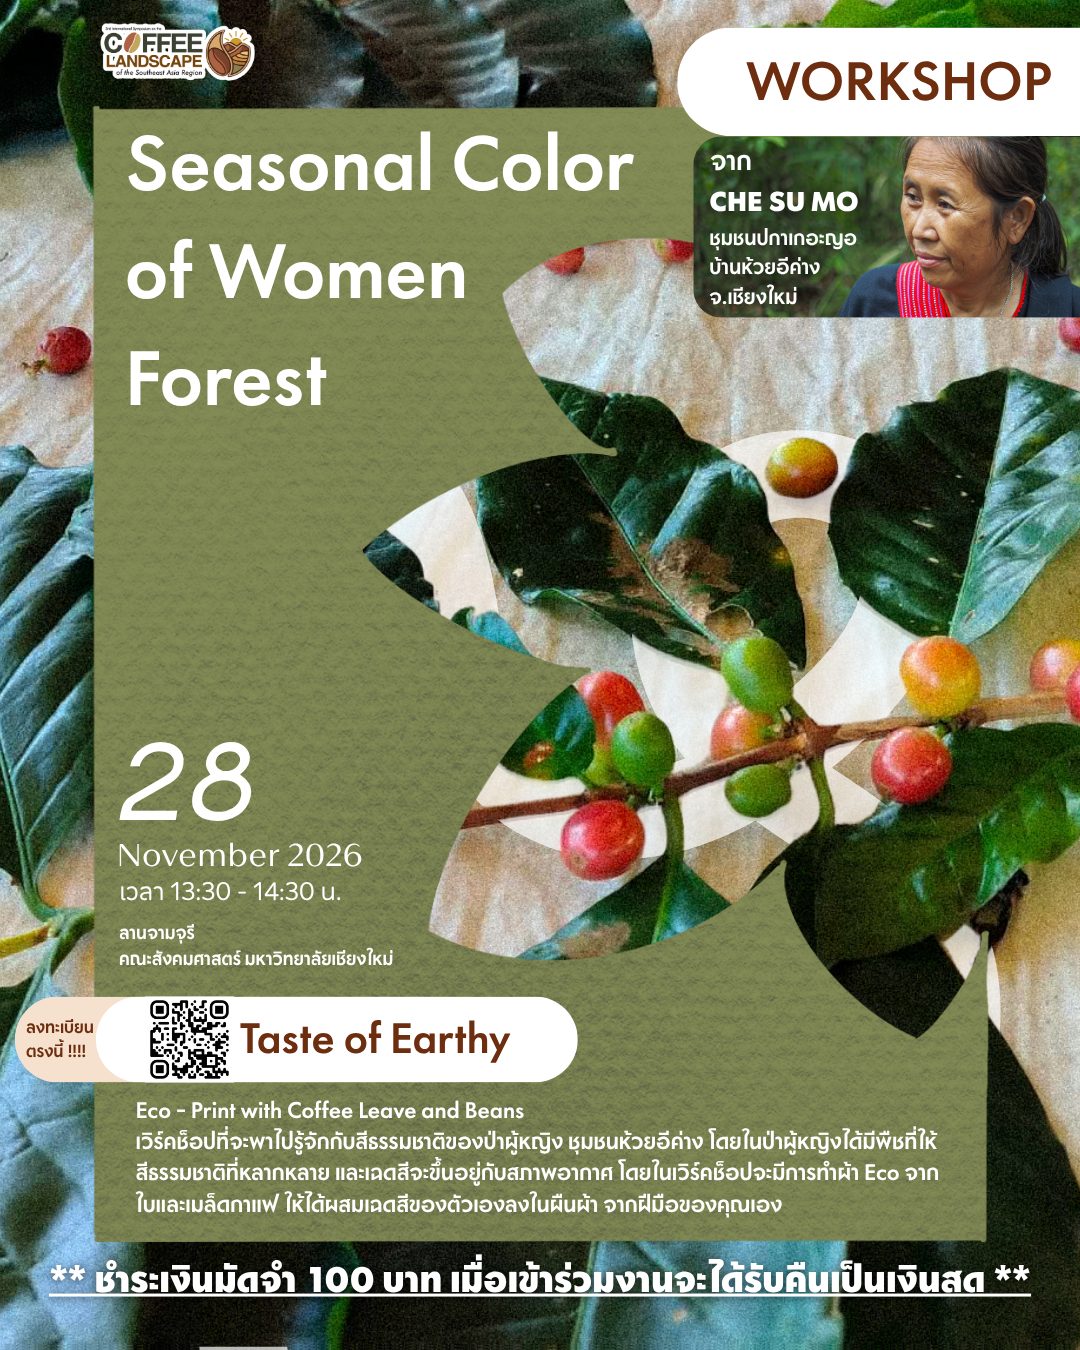 3rd International Symposium on the
COFFEE
LANDSCAPE
of the Southeast Asia Region
WORKSHOP
Seasonal Color
of Women
Forest
จาก
CHE SU MO
ชุมชนปกาเกอะญอ
บ้านห้วยอีค่าง
จ.เชียงใหม่
28
November 2026
เวลา 13:30 - 14:30 น.
ลานจามจุรี
คณะสังคมศาสตร์ มหาวิทยาลัยเชียงใหม่
ลงทะเบียน
ตรงนี้ !!!!
Taste of Earthy
Eco - Print with Coffee Leave and Beans
เวิร์คช็อปที่จะพาไปรู้จักกับสีธรรมชาติของป่าผู้หญิง ชุมชนห้วยอีค่าง โดยในป่าผู้หญิงได้มีพืชที่ให้
สีธรรมชาติที่หลากหลาย และเฉดสีจะขึ้นอยู่กับสภาพอากาศ โดยในเวิร์คช็อปจะมีการทำผ้า Eco จาก
ใบและเมล็ดกาแฟ ให้ได้ผสมเฉดสีของตัวเองลงในผืนผ้า จากฝีมือของคุณเอง
** ชำระเงินมัดจำ 100 บาท เมื่อเข้าร่วมงานจะได้รับคืนเป็นเงินสด **